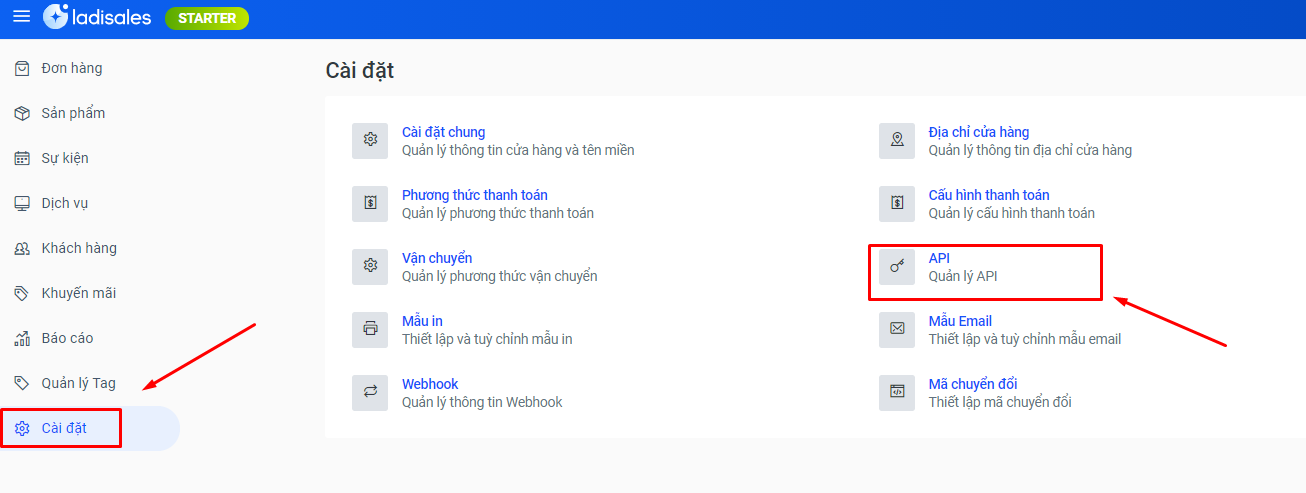 ladisales STARTER
Đơn hàng
Sản phẩm
Sự kiện
Dịch vụ
Khách hàng
Khuyến mãi
Báo cáo
Quản lý Tag
Cài đặt
Cài đặt
Cài đặt chung
Quản lý thông tin cửa hàng và tên miền
Địa chỉ cửa hàng
Quản lý thông tin địa chỉ cửa hàng
Phương thức thanh toán
Quản lý phương thức thanh toán
Cấu hình thanh toán
Quản lý cấu hình thanh toán
Vận chuyển
Quản lý phương thức vận chuyển
API
Quản lý API
Mẫu in
Thiết lập và tuỳ chỉnh mẫu in
Mẫu Email
Thiết lập và tuỳ chỉnh mẫu email
Webhook
Quản lý thông tin Webhook
Mã chuyển đổi
Thiết lập mã chuyển đổi